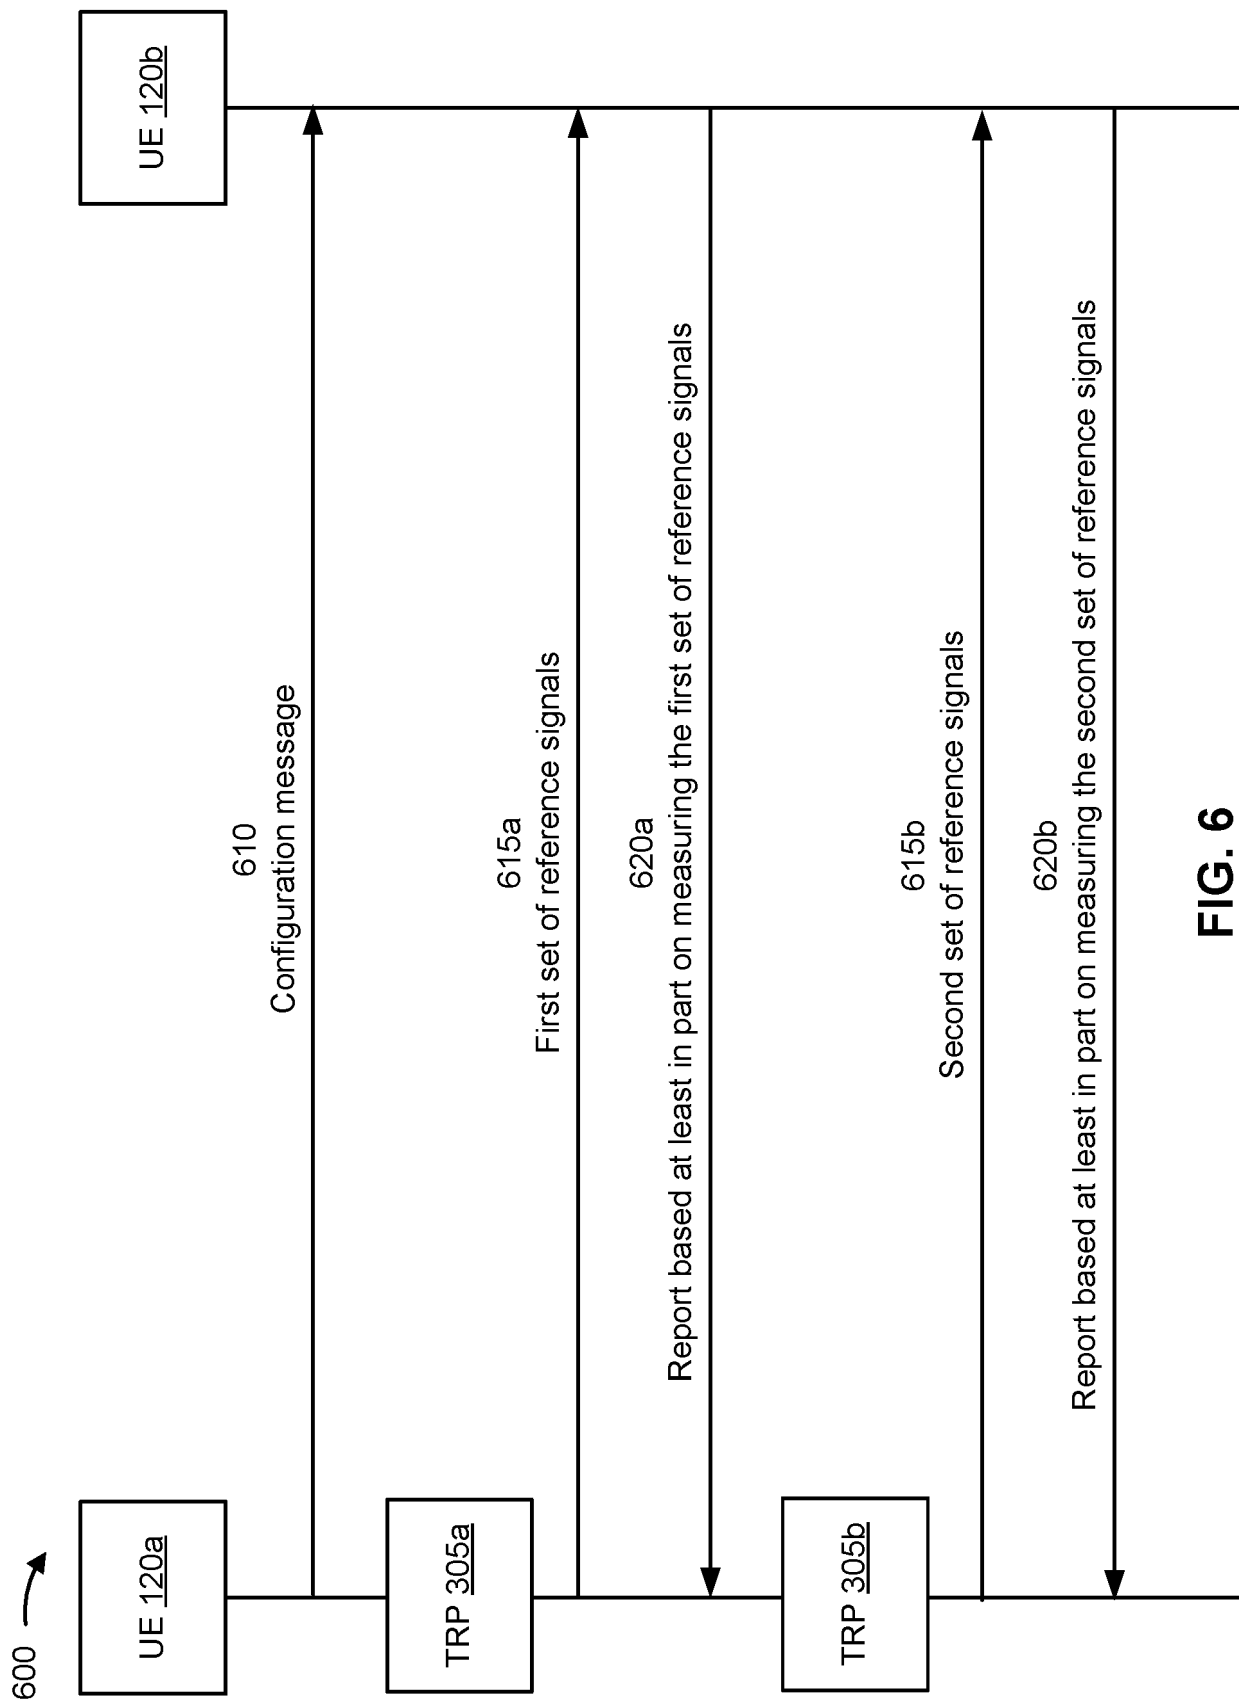 600
UE 120a
UE 120b
610
Configuration message
TRP 305a
615a
First set of reference signals
620a
Report based at least in part on measuring the first set of reference signals
TRP 305b
615b
Second set of reference signals
620b
Report based at least in part on measuring the second set of reference signals
FIG. 6